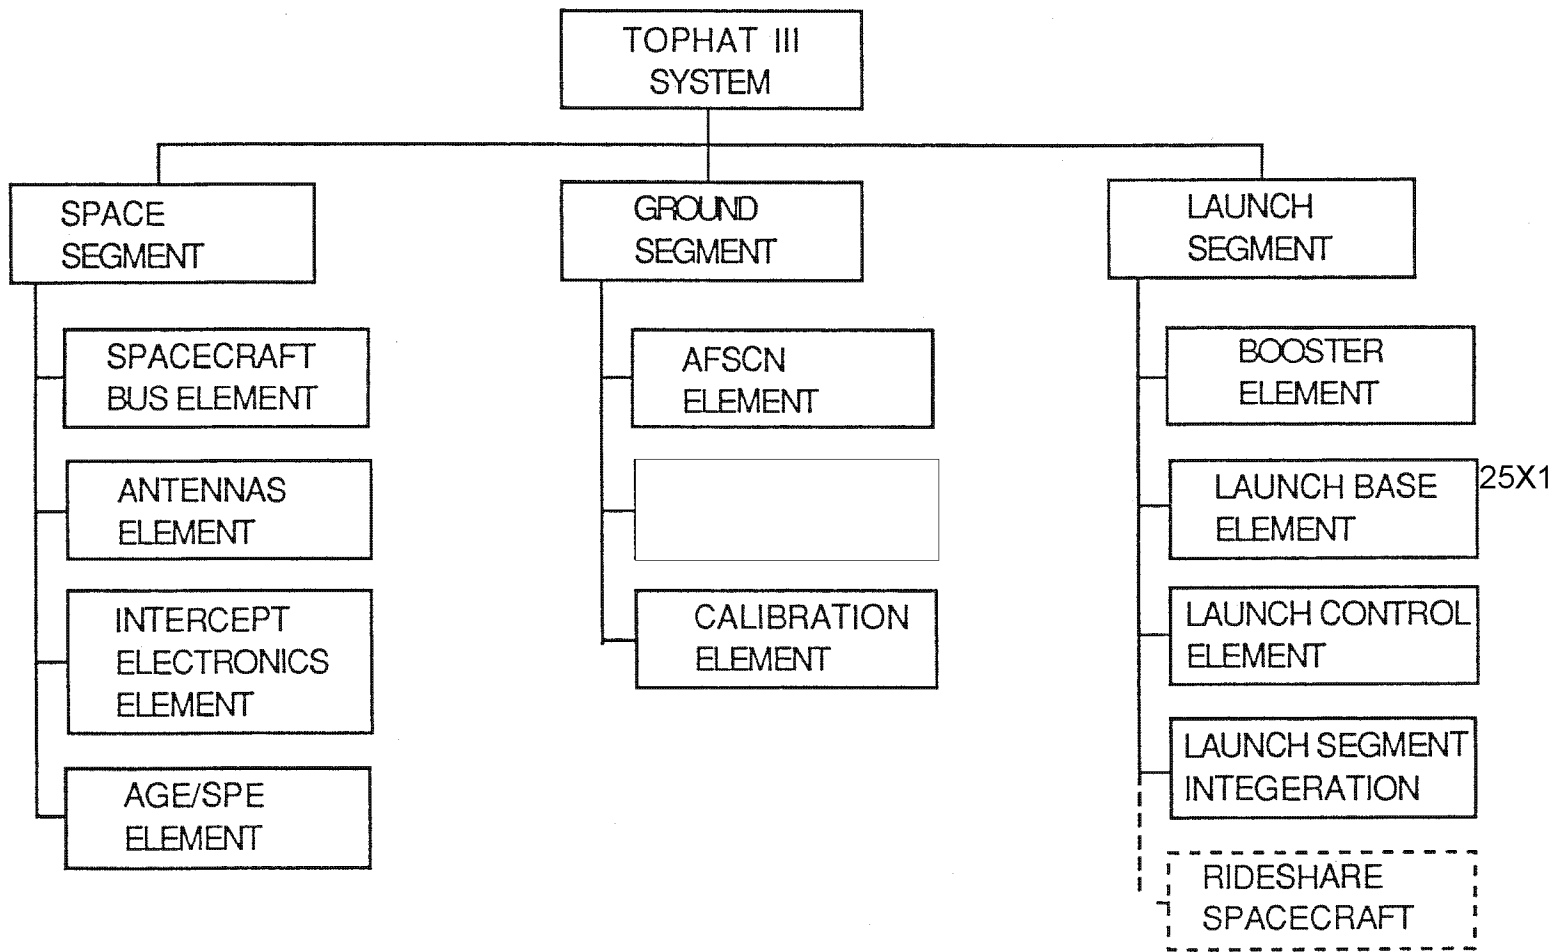 TOPHAT III
SYSTEM
SPACE
SEGMENT
SPACECRAFT
BUS ELEMENT
ANTENNAS
ELEMENT
INTERCEPT
ELECTRONICS
ELEMENT
AGE/SPE
ELEMENT
GROUND
SEGMENT
AFSCN
ELEMENT
CALIBRATION
ELEMENT
LAUNCH
SEGMENT
BOOSTER
ELEMENT
LAUNCH BASE
ELEMENT
25X1
LAUNCH CONTROL
ELEMENT
LAUNCH SEGMENT
INTEGERATION
RIDESHARE
SPACECRAFT